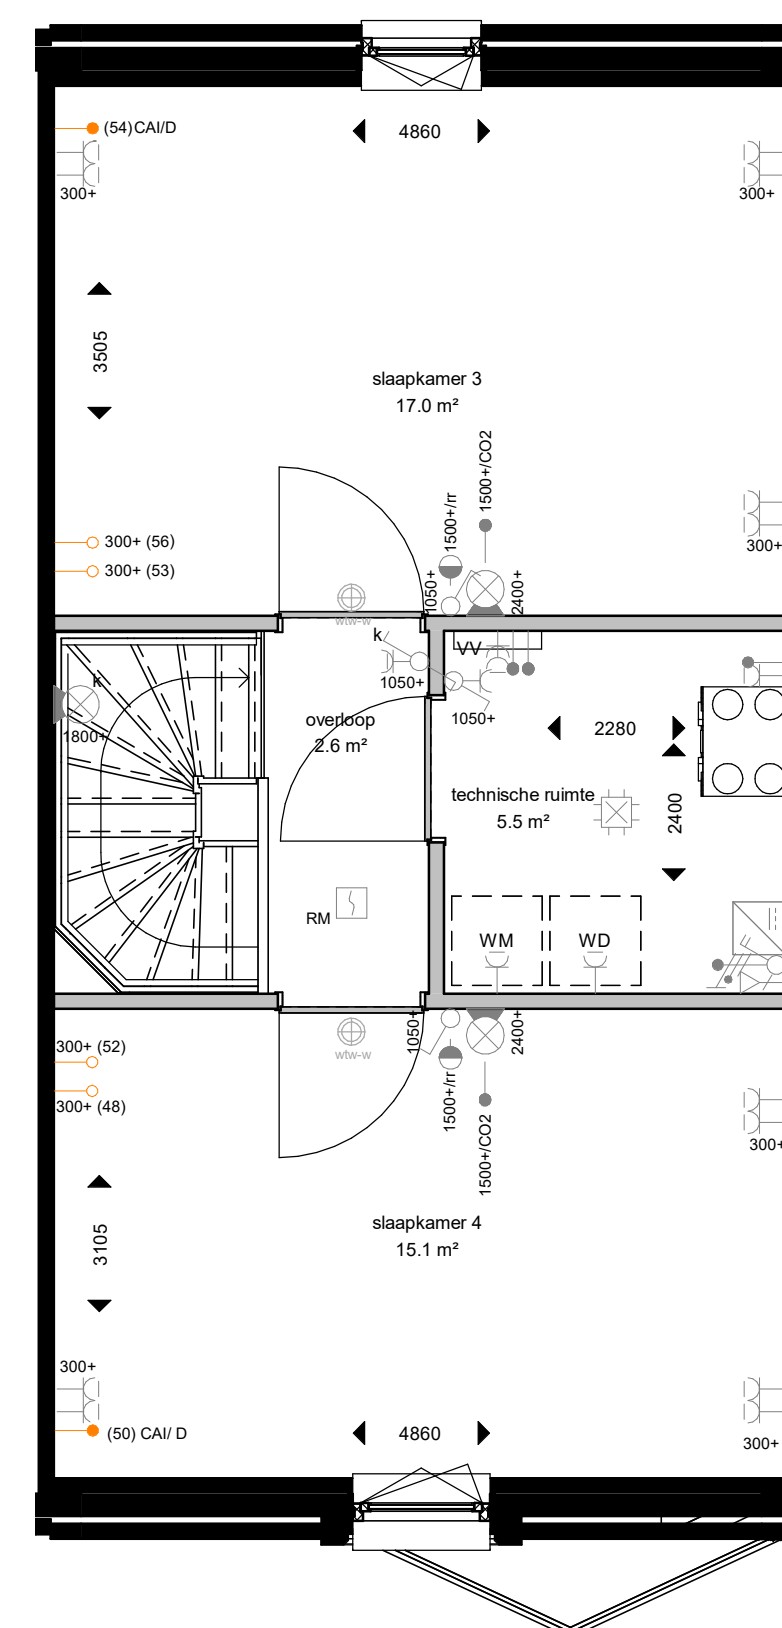 (54)CAI/D
4860
300+
300+
3505
slaapkamer 3
17.0 m²
1500+/CO2
1500+/rr
300+ (56)
300+
300+ (53)
1050+
2400+
wtw-w
k
VV
k
1050+
1050+
overloop
2.6 m²
1800+
2280
technische ruimte
5.5 m²
2400
RM
WM
WD
1050+
2400+
300+ (52)
wtw-w
300+ (48)
1500+/rr
1500+/CO2
300+
slaapkamer 4
15.1 m²
3105
300+
(50) CAI/ D
4860
300+